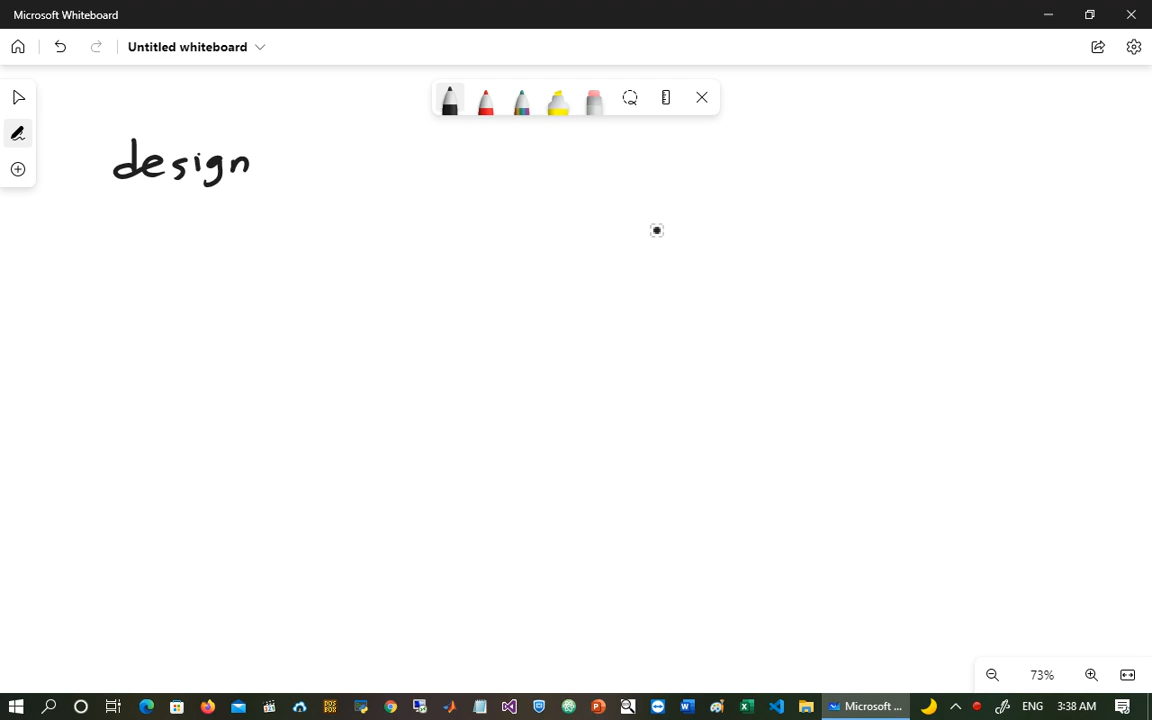 Microsoft Whiteboard
Untitled whiteboard
design
73%
Microsoft ...
ENG
3:38 AM